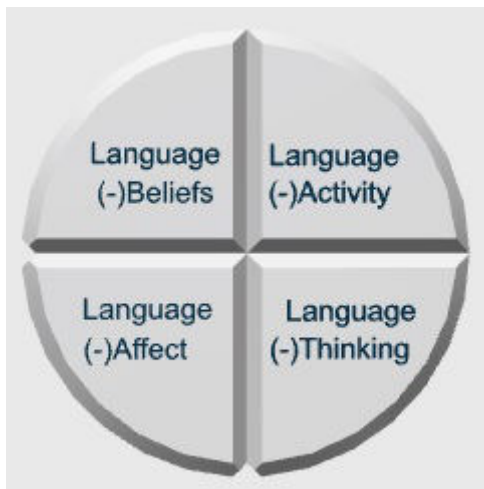 Language
(-)Beliefs
Language
(-)Activity
Language
(-)Affect
Language
(-)Thinking